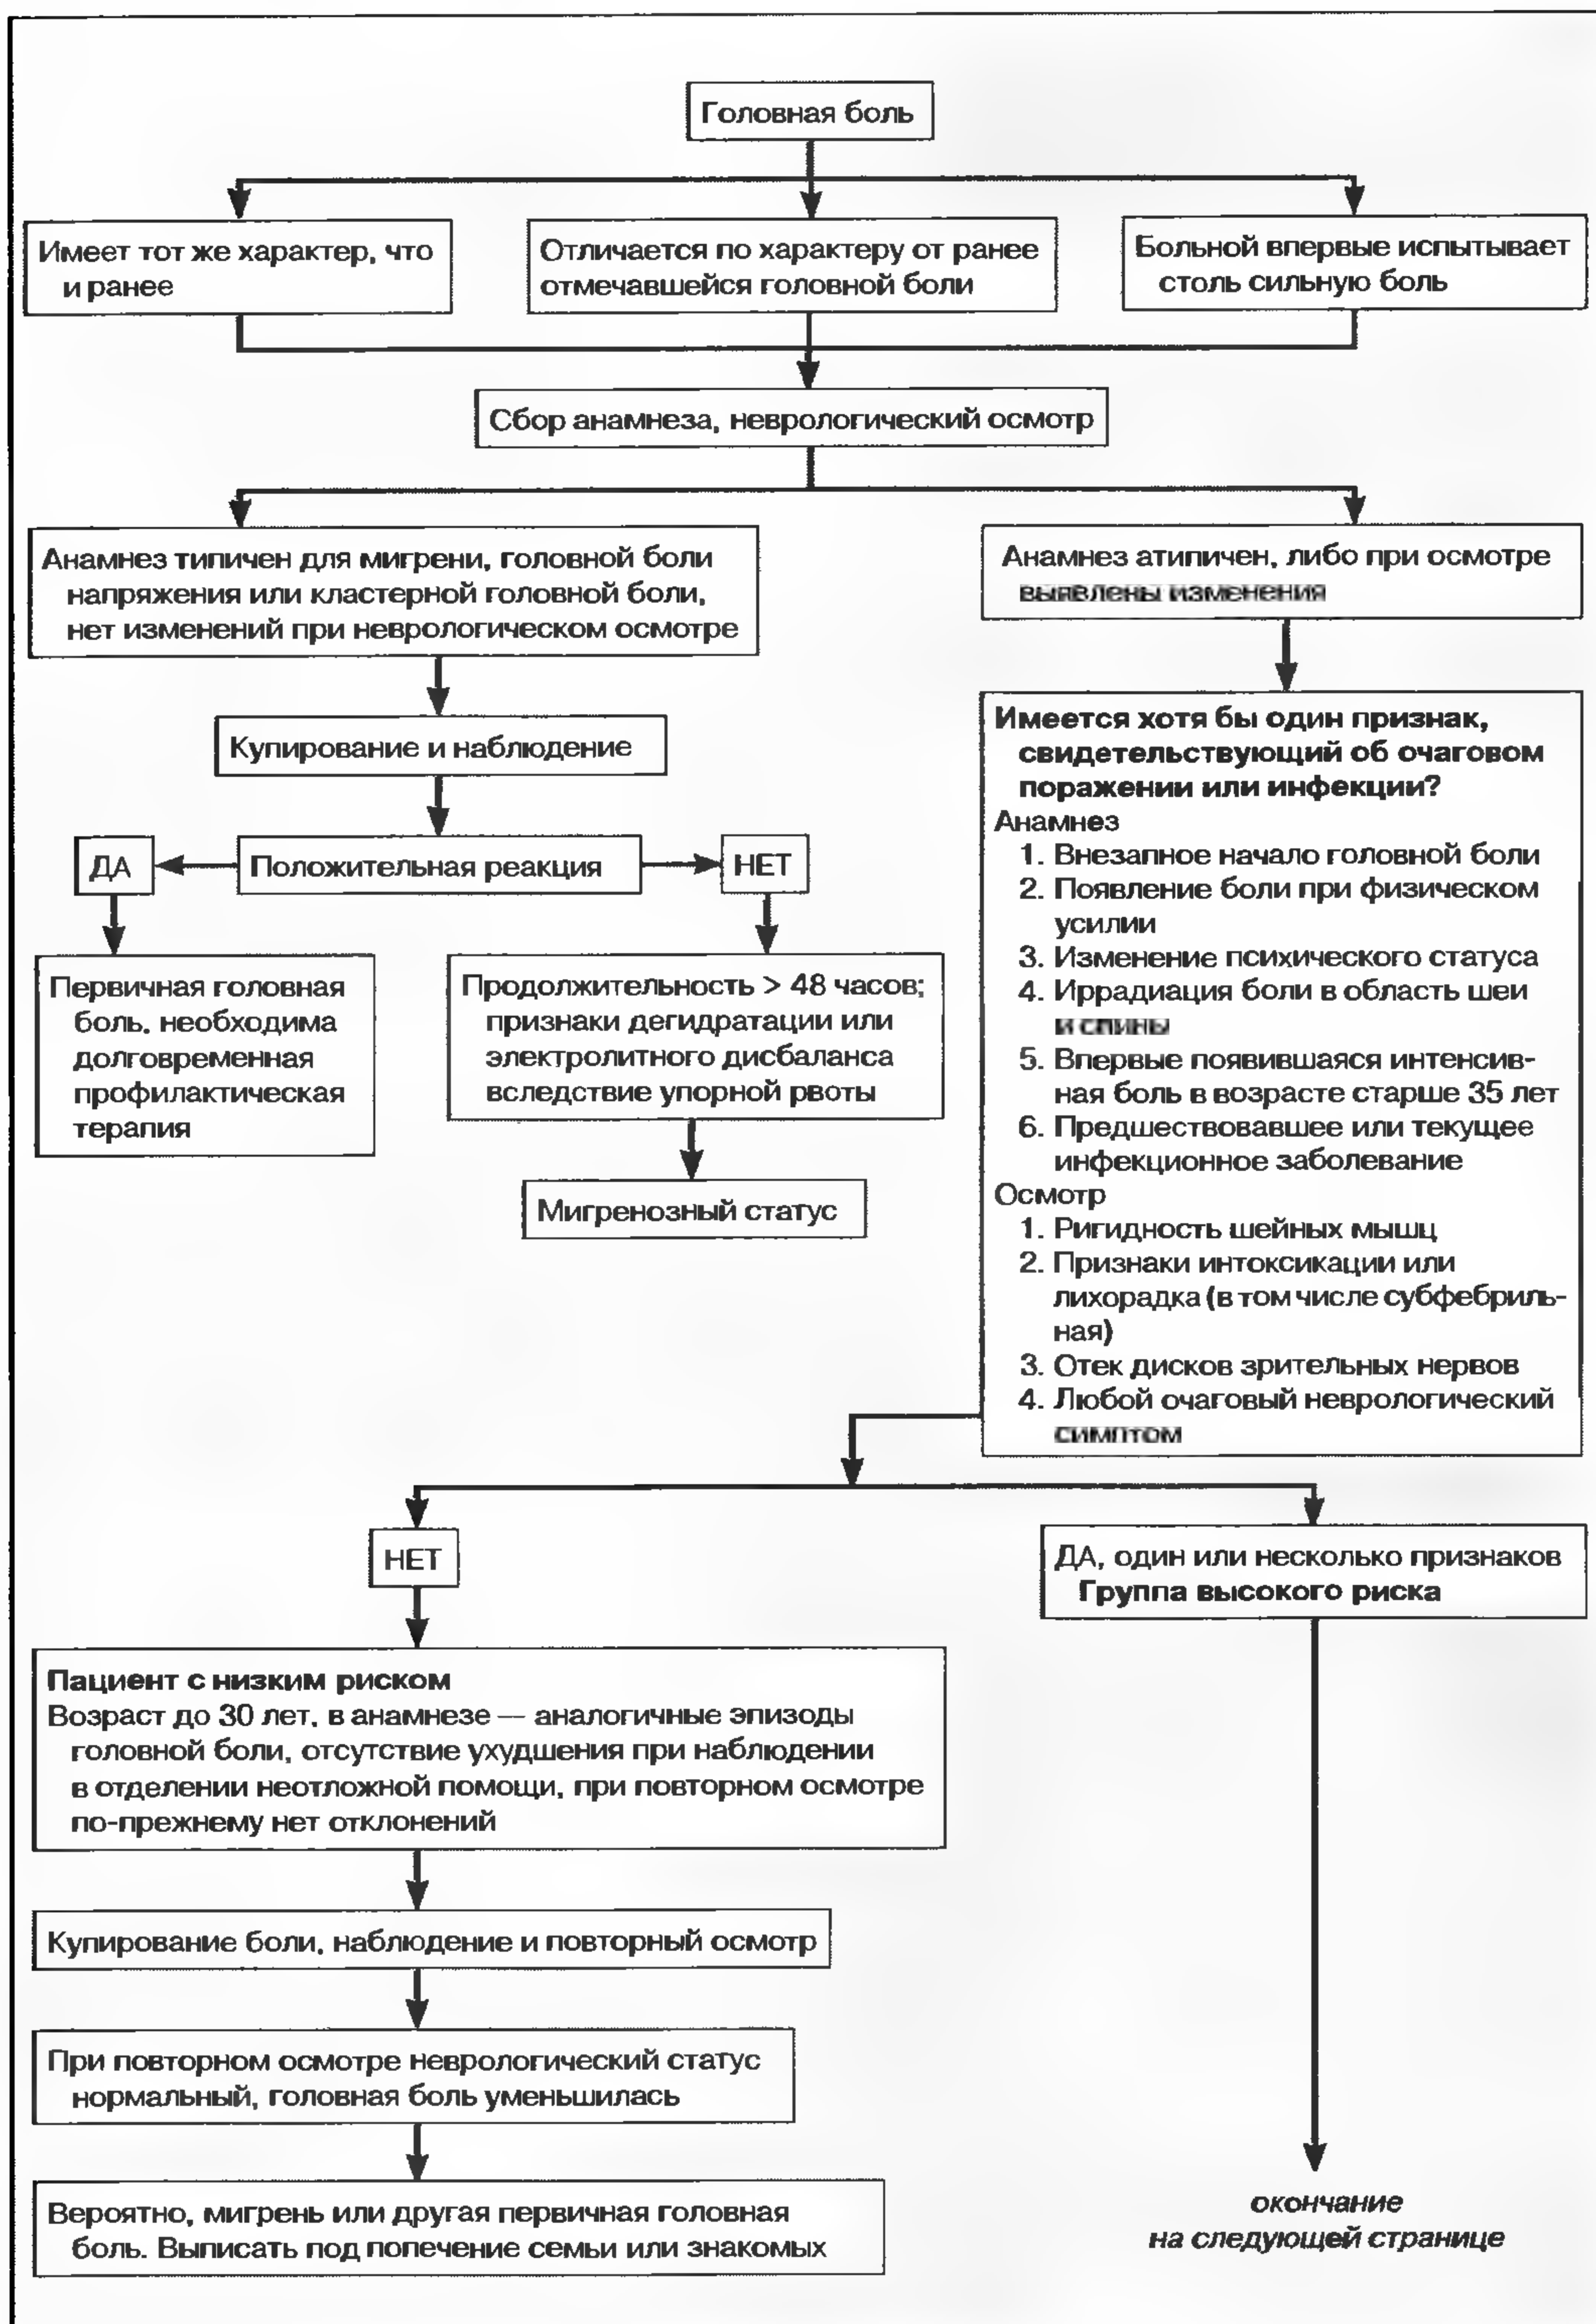 Головная боль
Имеет тот же характер, что
и ранее
Отличается по характеру от ранее
отмечавшейся головной боли
Больной впервые испытывает
столь сильную боль
Сбор анамнеза, неврологический осмотр
Анамнез типичен для мигрени, головной боли
напряжения или кластерной головной боли,
нет изменений при неврологическом осмотре
Анамнез атипичен, либо при осмотре
выявлены изменения
Купирование и наблюдение
ДА
Положительная реакция
НЕТ
Первичная головная
боль, необходима
долговременная
профилактическая
терапия
Продолжительность > 48 часов;
признаки дегидратации или
электролитного дисбаланса
вследствие упорной рвоты
Мигренозный статус
Имеется хотя бы один признак,
свидетельствующий об очаговом
поражении или инфекции?
Анамнез
1. Внезапное начало головной боли
2. Появление боли при физическом
усилии
3. Изменение психического статуса
4. Иррадиация боли в область шеи
и спины
5. Впервые появившаяся интенсив-
ная боль в возрасте старше 35 лет
6. Предшествовавшее или текущее
инфекционное заболевание
Осмотр
1. Ригидность шейных мышц
2. Признаки интоксикации или
лихорадка (в том числе субфебриль-
ная)
3. Отек дисков зрительных нервов
4. Любой очаговый неврологический
симптом
НЕТ
ДА, один или несколько признаков
Группа высокого риска
Пациент с низким риском
Возраст до 30 лет, в анамнезе — аналогичные эпизоды
головной боли, отсутствие ухудшения при наблюдении
в отделении неотложной помощи, при повторном осмотре
по-прежнему нет отклонений
Купирование боли, наблюдение и повторный осмотр
При повторном осмотре неврологический статус
нормальный, головная боль уменьшилась
Вероятно, мигрень или другая первичная головная
боль. Выписать под попечение семьи или знакомых
окончание
на следующей странице